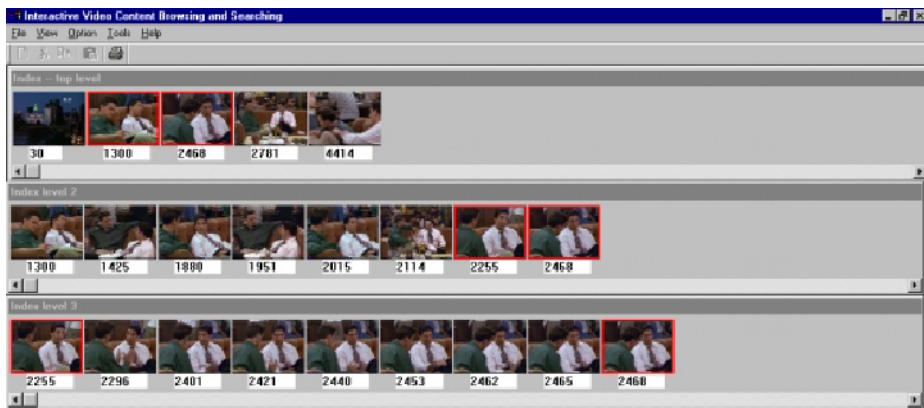 Interactive Video Content Browsing and Searching
File View Option Tools Help
Index -- top level
30 1300 2468 2781 4414
Index level 2
1300 1425 1880 1951 2015 2114 2255 2468
Index level 3
2255 2296 2401 2421 2440 2453 2462 2465 2468